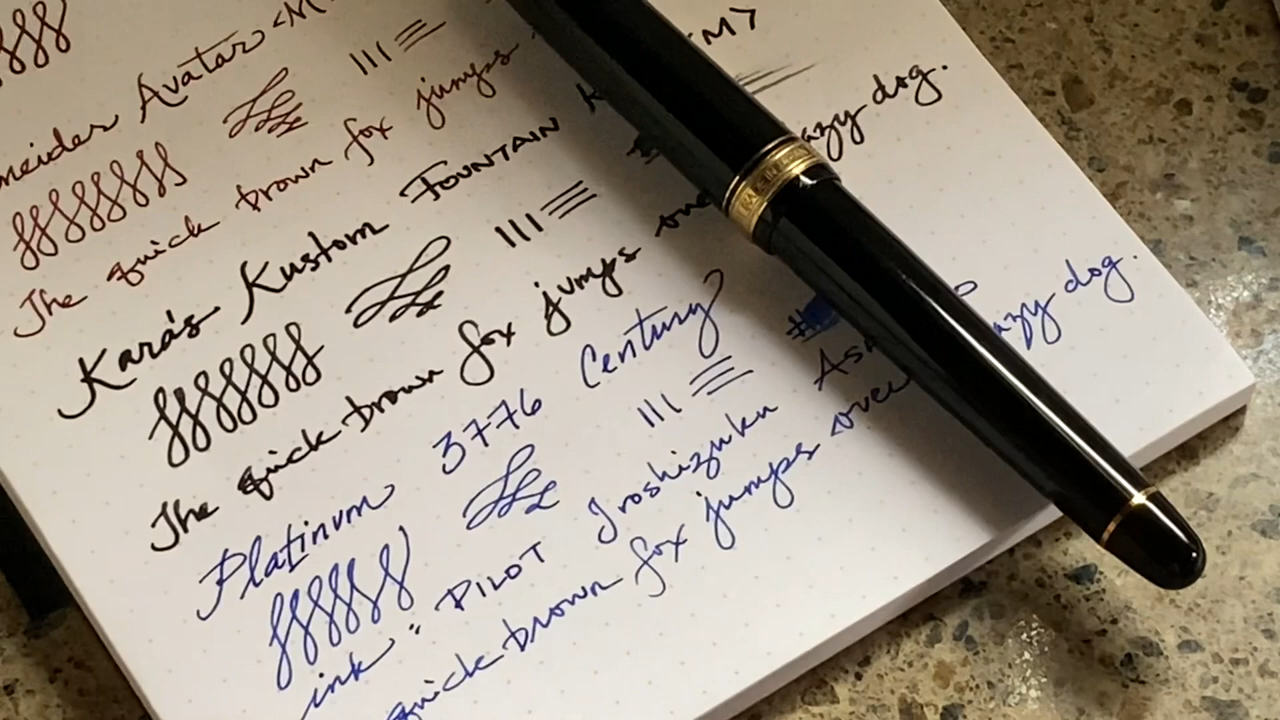 Avatar <M
The quick brown fox jumps
Kara's Kustom FOUNTAIN K M>
The quick brown fox jumps over lazy dog.
Platinum 3776 Century
ink: PILOT Iroshizuku Asa
quick brown fox jumps over lazy dog.